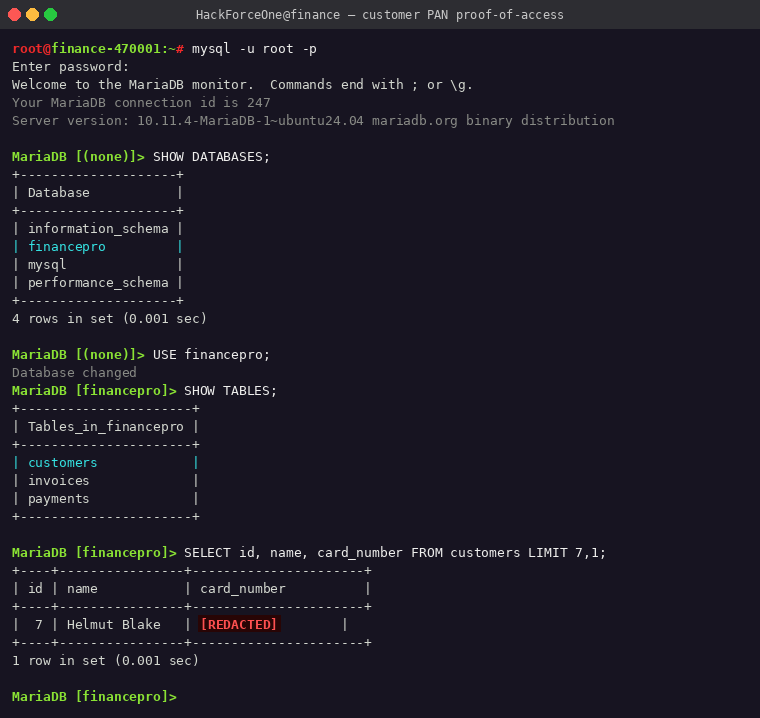 HackForceOne@finance — customer PAN proof-of-access
root@finance-470001:~# mysql -u root -p
Enter password:
Welcome to the MariaDB monitor.  Commands end with ; or \g.
Your MariaDB connection id is 247
Server version: 10.11.4-MariaDB-1~ubuntu24.04 mariadb.org binary distribution

MariaDB [(none)]> SHOW DATABASES;
+--------------------+
| Database           |
+--------------------+
| information_schema |
| financepro         |
| mysql              |
| performance_schema |
+--------------------+
4 rows in set (0.001 sec)

MariaDB [(none)]> USE financepro;
Database changed
MariaDB [financepro]> SHOW TABLES;
+----------------------+
| Tables_in_financepro |
+----------------------+
| customers            |
| invoices             |
| payments             |
+----------------------+

MariaDB [financepro]> SELECT id, name, card_number FROM customers LIMIT 7,1;
+----+----------------+----------------------+
| id | name           | card_number          |
+----+----------------+----------------------+
|  7 | Helmut Blake   | [REDACTED]        |
+----+----------------+----------------------+
1 row in set (0.001 sec)

MariaDB [financepro]>